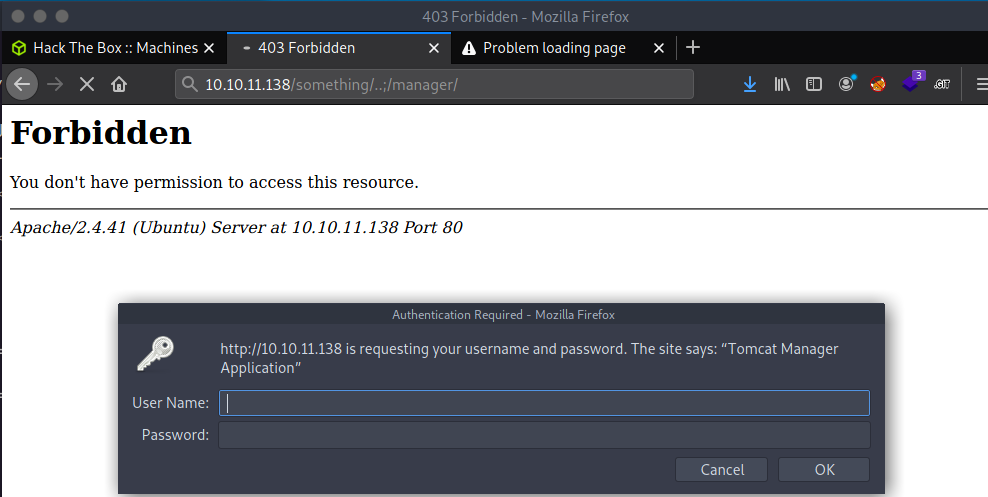 403 Forbidden - Mozilla Firefox
Hack The Box :: Machines
403 Forbidden
Problem loading page
10.10.11.138/something/..;/manager/
3
.GIT
Forbidden
You don't have permission to access this resource.
Apache/2.4.41 (Ubuntu) Server at 10.10.11.138 Port 80
Authentication Required - Mozilla Firefox
http://10.10.11.138 is requesting your username and password. The site says: “Tomcat Manager
Application”
User Name:
Password:
Cancel OK